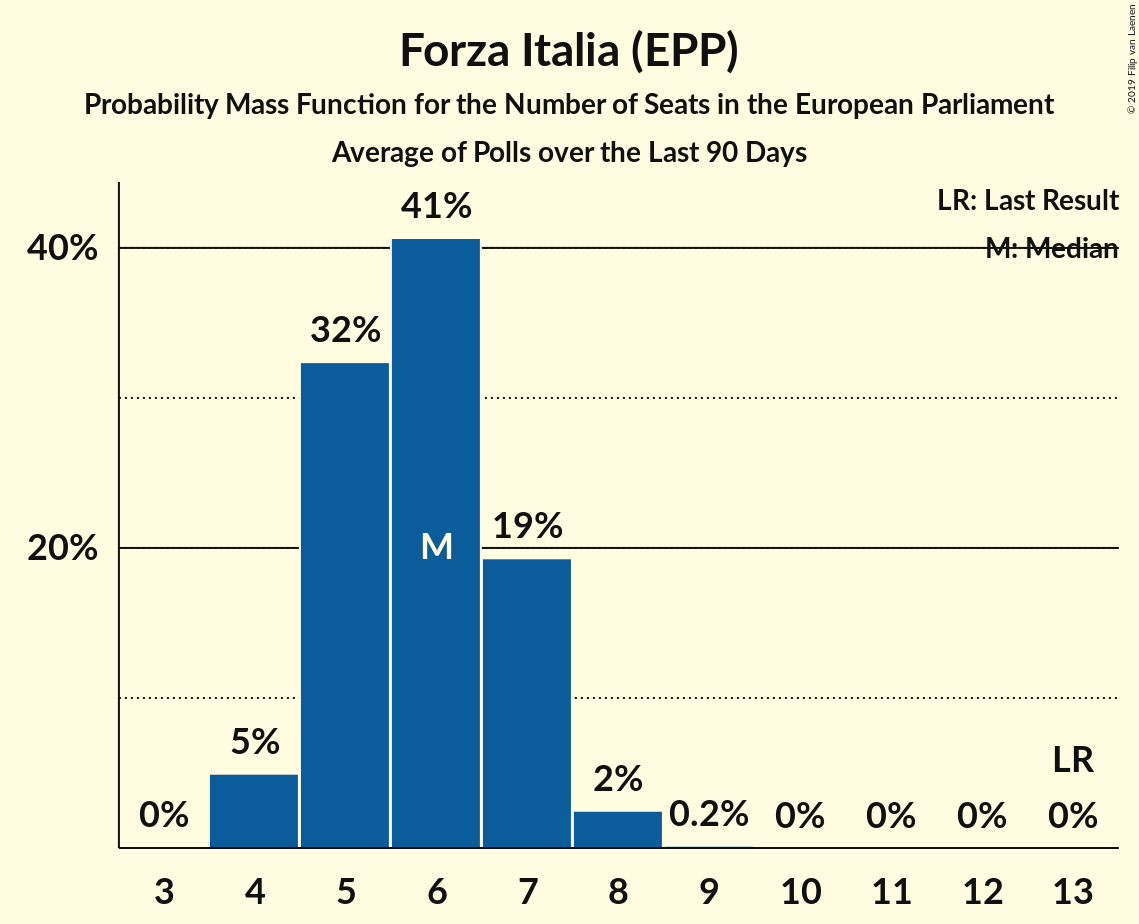 Forza Italia (EPP)
Probability Mass Function for the Number of Seats in the European Parliament
Average of Polls over the Last 90 Days
© 2019 Filip van Laenen
LR: Last Result
M: Median
40%
20%
0%
5%
32%
41%
M
19%
2%
0.2%
0%
0%
0%
LR
0%
3 4 5 6 7 8 9 10 11 12 13